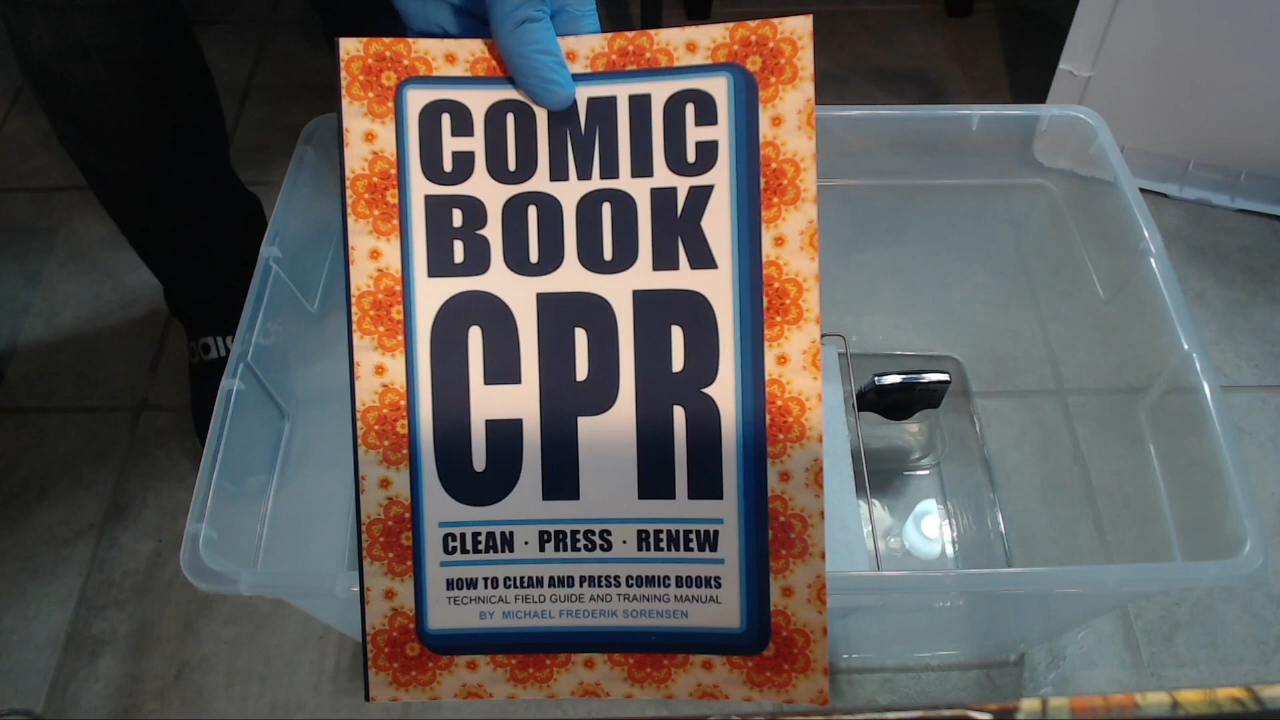 COMIC
BOOK
CPR
CLEAN · PRESS · RENEW
HOW TO CLEAN AND PRESS COMIC BOOKS
TECHNICAL FIELD GUIDE AND TRAINING MANUAL
BY MICHAEL FREDERIK SORENSEN